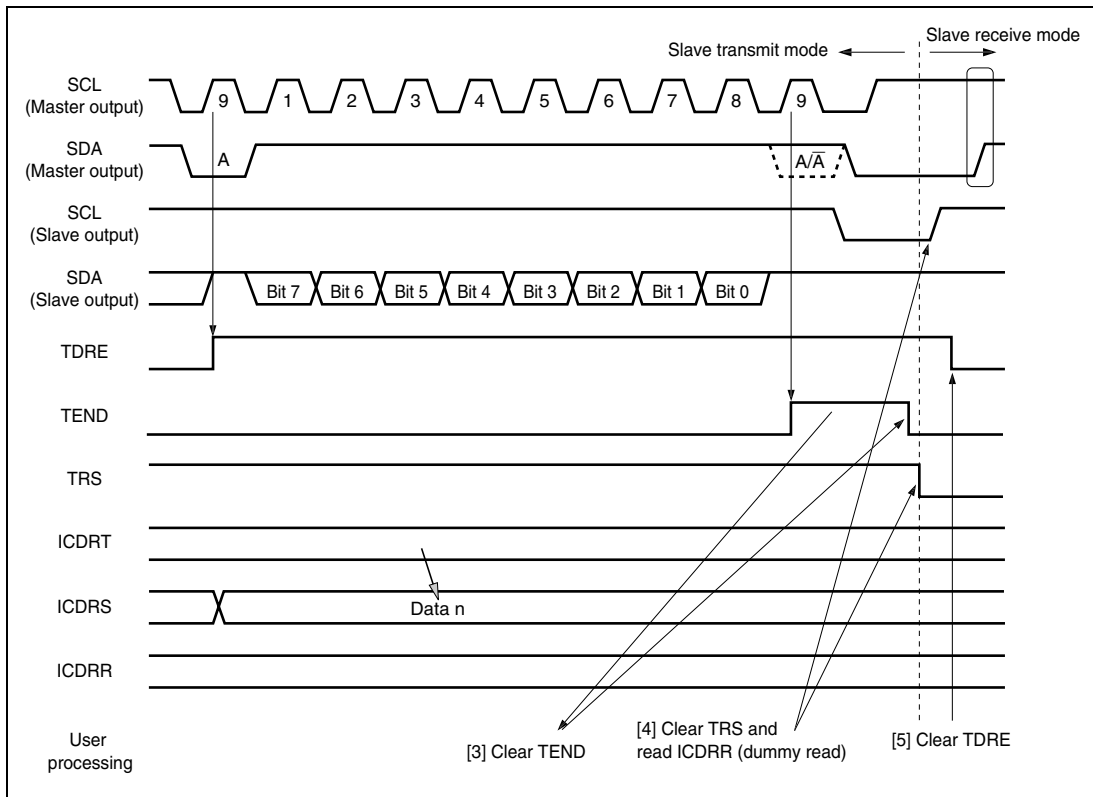 Slave transmit mode
Slave receive mode
SCL
(Master output)
9 1 2 3 4 5 6 7 8 9
SDA
(Master output)
A
A/A̅
SCL
(Slave output)
SDA
(Slave output)
Bit 7 Bit 6 Bit 5 Bit 4 Bit 3 Bit 2 Bit 1 Bit 0
TDRE
TEND
TRS
ICDRT
ICDRS
Data n
ICDRR
User
processing
[3] Clear TEND
[4] Clear TRS and
read ICDRR (dummy read)
[5] Clear TDRE